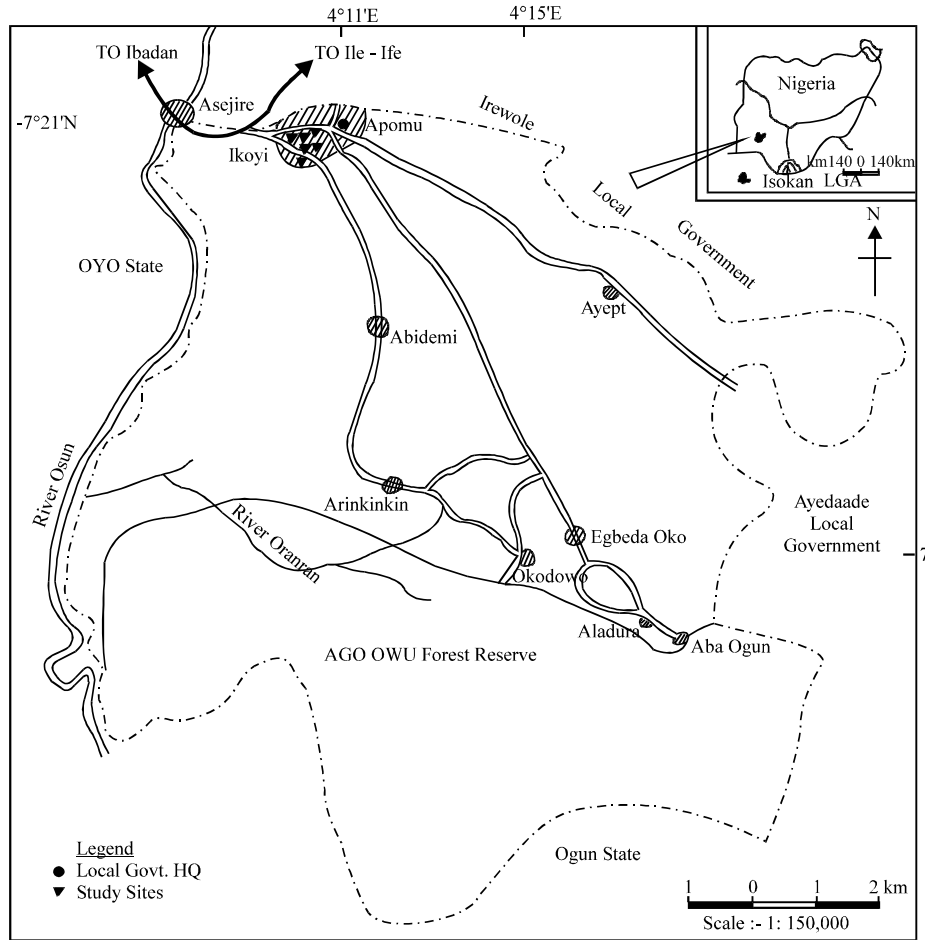 4°11'E
4°15'E
TO Ibadan
TO Ile - Ife
Nigeria
Asejire
-7°21'N
Apomu
Irewole
Ikoyi
km140 0 140km
Isokan LGA
Local
Government
N
OYO State
Ayept
Abidemi
River Osun
Arinkinkin
River Oranran
Ayedaade
Local
Government
Egbeda Oko
7
Okodowo
Aladura
Aba Ogun
AGO OWU Forest Reserve
Legend
Local Govt. HQ
Study Sites
Ogun State
1 0 1 2 km
Scale :- 1: 150,000